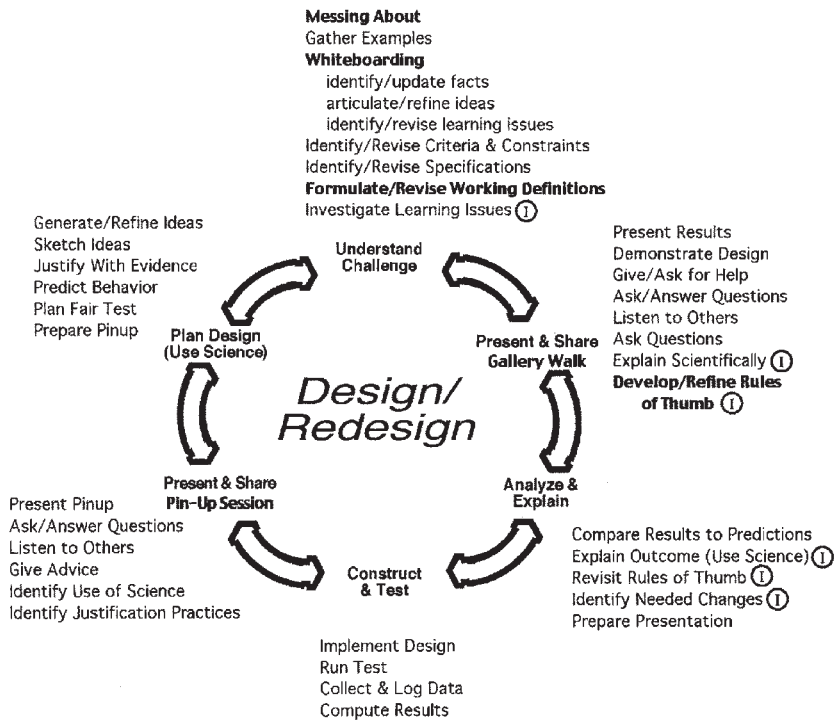 Messing About
Gather Examples
Whiteboarding
identify/update facts
articulate/refine ideas
identify/revise learning issues
Identify/Revise Criteria & Constraints
Identify/Revise Specifications
Formulate/Revise Working Definitions
Investigate Learning Issues I
Understand
Challenge
Present Results
Demonstrate Design
Give/Ask for Help
Ask/Answer Questions
Listen to Others
Ask Questions
Explain Scientifically I
Develop/Refine Rules
of Thumb I
Present & Share
Gallery Walk
Analyze &
Explain
Compare Results to Predictions
Explain Outcome (Use Science) I
Revisit Rules of Thumb I
Identify Needed Changes I
Prepare Presentation
Construct
& Test
Implement Design
Run Test
Collect & Log Data
Compute Results
Present & Share
Pin-Up Session
Present Pinup
Ask/Answer Questions
Listen to Others
Give Advice
Identify Use of Science
Identify Justification Practices
Plan Design
(Use Science)
Generate/Refine Ideas
Sketch Ideas
Justify With Evidence
Predict Behavior
Plan Fair Test
Prepare Pinup
Design/
Redesign